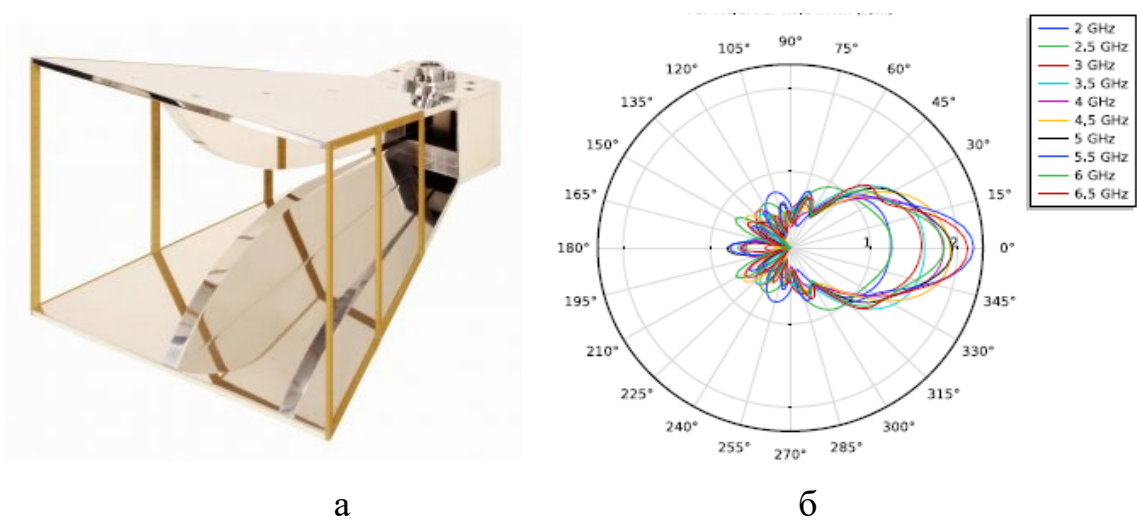 2 GHz
2.5 GHz
3 GHz
3.5 GHz
4 GHz
4.5 GHz
5 GHz
5.5 GHz
6 GHz
6.5 GHz
90°
105° 75°
120° 60°
135° 45°
150° 30°
165° 15°
180° 1 2 0°
195° 345°
210° 330°
225° 315°
240° 300°
255° 285°
270°
а б